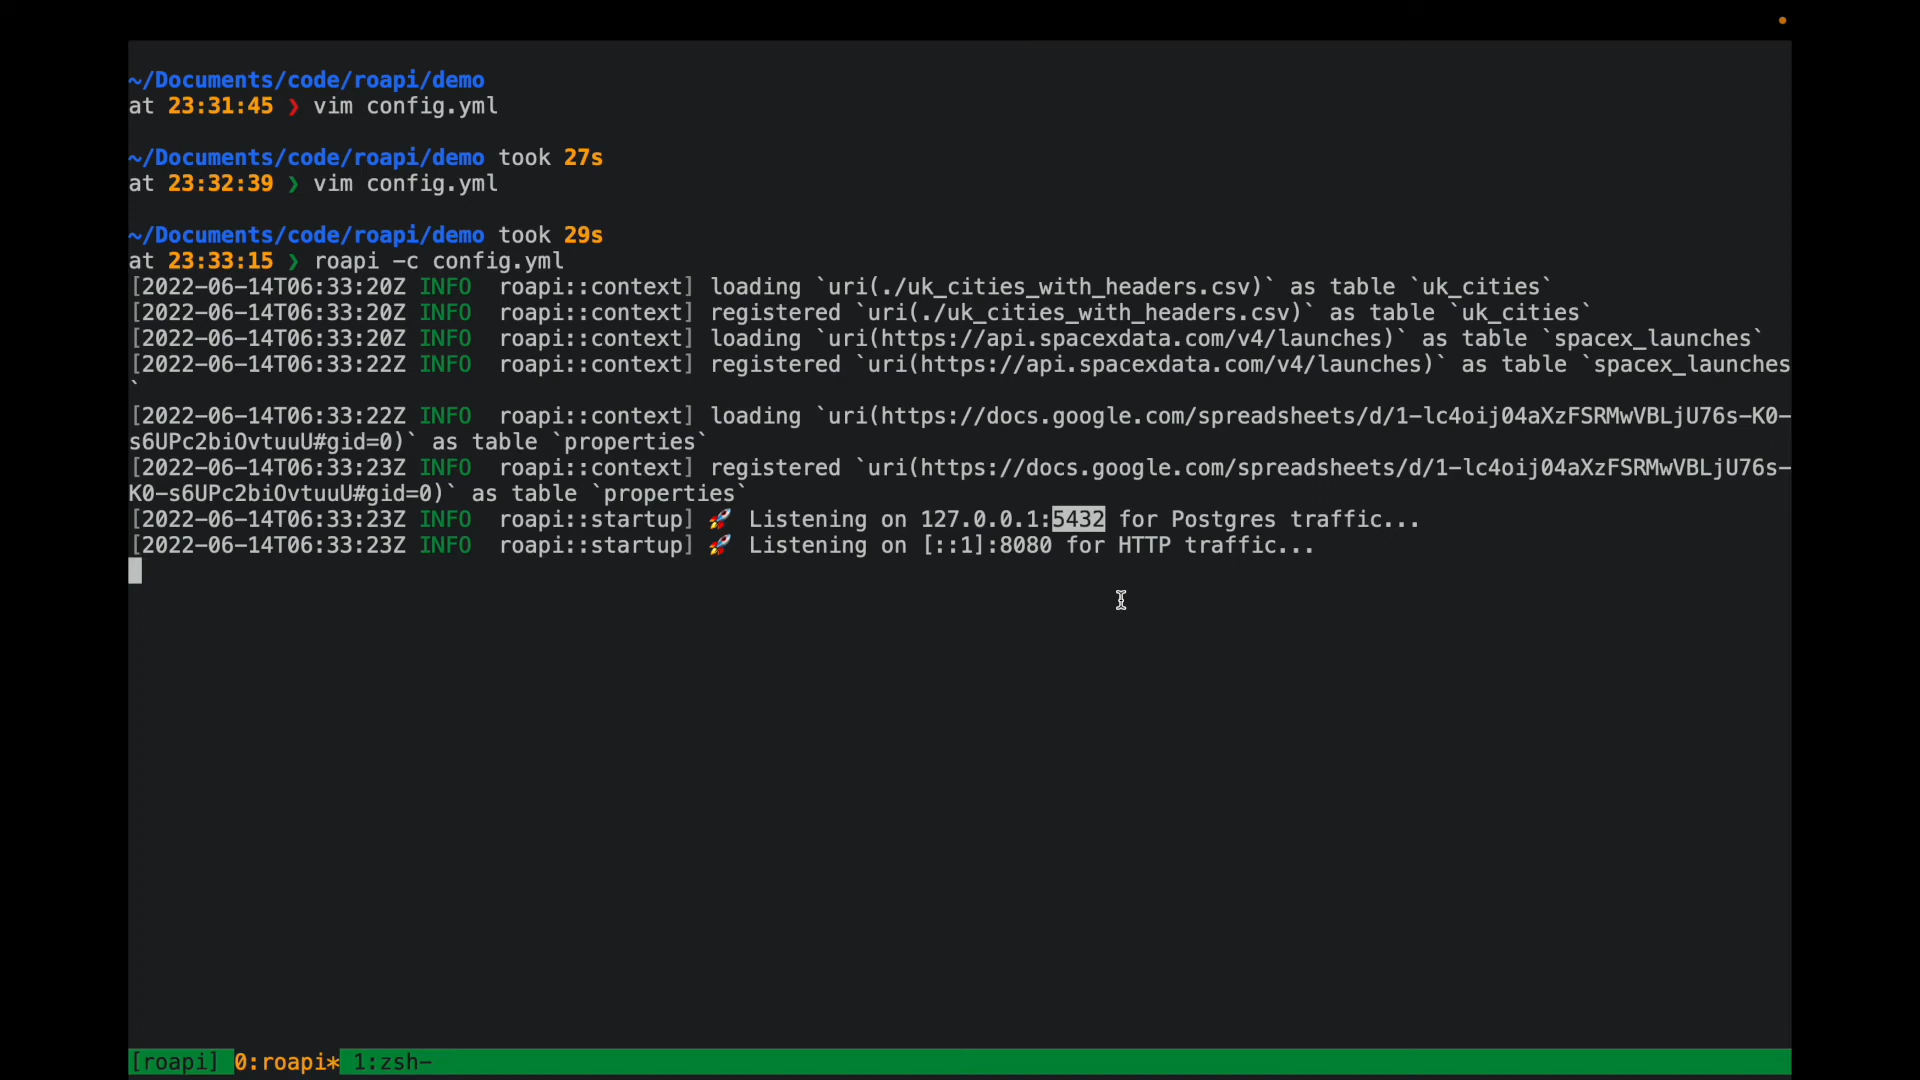 ~/Documents/code/roapi/demo
at 23:31:45 ❯ vim config.yml
~/Documents/code/roapi/demo took 27s
at 23:32:39 ❯ vim config.yml
~/Documents/code/roapi/demo took 29s
at 23:33:15 ❯ roapi -c config.yml
[2022-06-14T06:33:20Z INFO  roapi::context] loading `uri(./uk_cities_with_headers.csv)` as table `uk_cities`
[2022-06-14T06:33:20Z INFO  roapi::context] registered `uri(./uk_cities_with_headers.csv)` as table `uk_cities`
[2022-06-14T06:33:20Z INFO  roapi::context] loading `uri(https://api.spacexdata.com/v4/launches)` as table `spacex_launches`
[2022-06-14T06:33:22Z INFO  roapi::context] registered `uri(https://api.spacexdata.com/v4/launches)` as table `spacex_launches
`
[2022-06-14T06:33:22Z INFO  roapi::context] loading `uri(https://docs.google.com/spreadsheets/d/1-lc4oij04aXzFSRMwVBLjU76s-K0-
s6UPc2biOvtuuU#gid=0)` as table `properties`
[2022-06-14T06:33:23Z INFO  roapi::context] registered `uri(https://docs.google.com/spreadsheets/d/1-lc4oij04aXzFSRMwVBLjU76s-
K0-s6UPc2biOvtuuU#gid=0)` as table `properties`
[2022-06-14T06:33:23Z INFO  roapi::startup] 🚀 Listening on 127.0.0.1:5432 for Postgres traffic...
[2022-06-14T06:33:23Z INFO  roapi::startup] 🚀 Listening on [::1]:8080 for HTTP traffic...
[roapi] 0:roapi* 1:zsh-